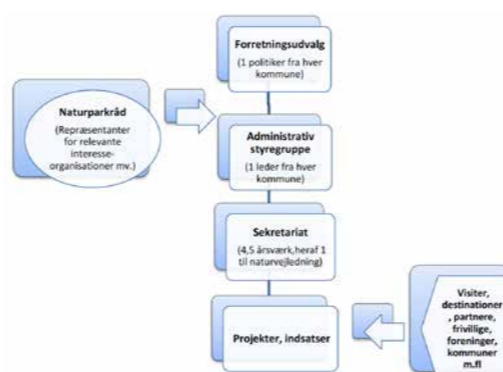 Forretningsudvalg
(1 politiker fra hver
kommune)
Naturparkråd
(Repræsentanter
for relevante
interesse-
organisationer mv.)
Administrativ
styregruppe
(1 leder fra hver
kommune)
Sekretariat
(4,5 årsværk,heraf 1
til naturvejledning)
Projekter, indsatser
Visiter,
destinationer
, partnere,
frivillige,
foreninger,
kommuner
m.fl